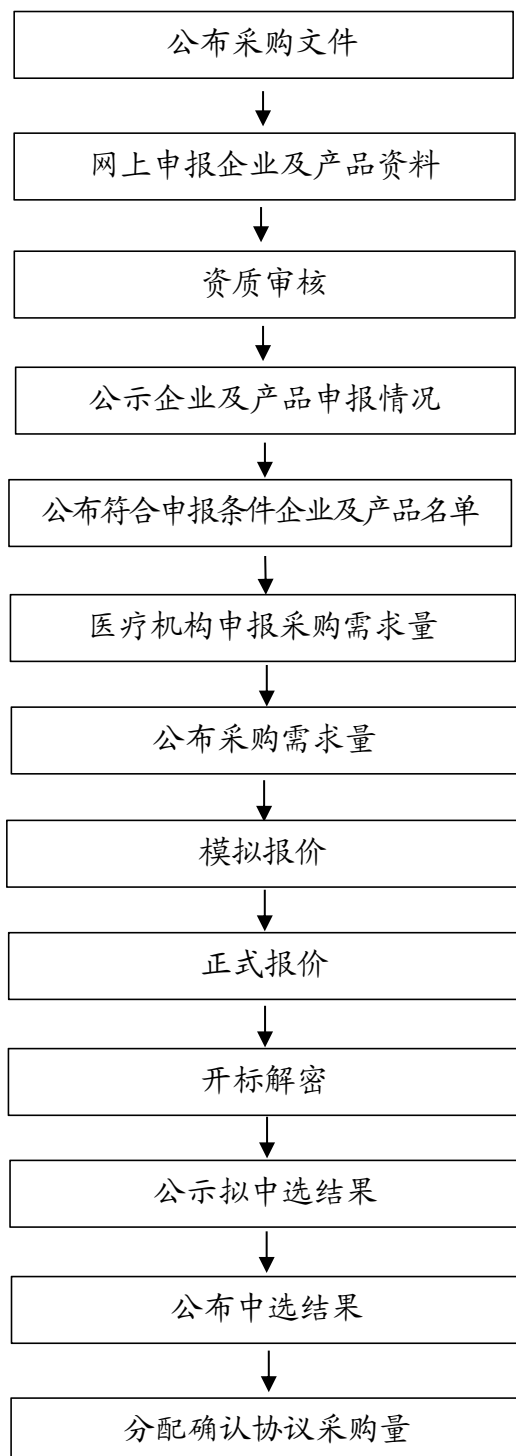 公布采购文件
网上申报企业及产品资料
资质审核
公示企业及产品申报情况
公布符合申报条件企业及产品名单
医疗机构申报采购需求量
公布采购需求量
模拟报价
正式报价
开标解密
公示拟中选结果
公布中选结果
分配确认协议采购量